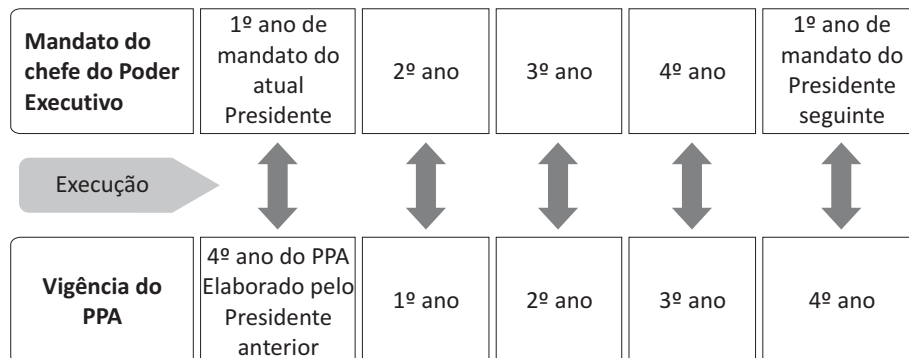 Mandato do
chefe do Poder
Executivo
1º ano de
mandato do
atual
Presidente
2º ano
3º ano
4º ano
1º ano de
mandato do
Presidente
seguinte
Execução
Vigência do
PPA
4º ano do PPA
Elaborado pelo
Presidente
anterior
1º ano
2º ano
3º ano
4º ano